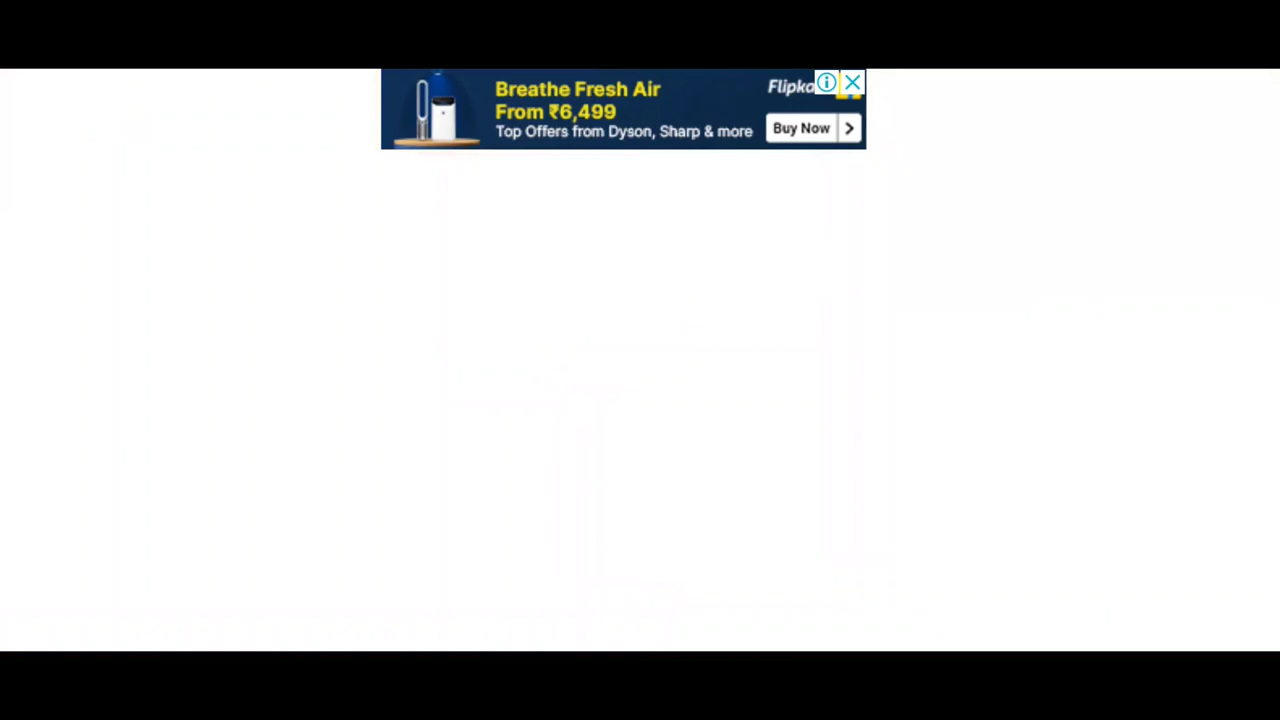 Breathe Fresh Air
From ₹6,499
Top Offers from Dyson, Sharp & more
Buy Now